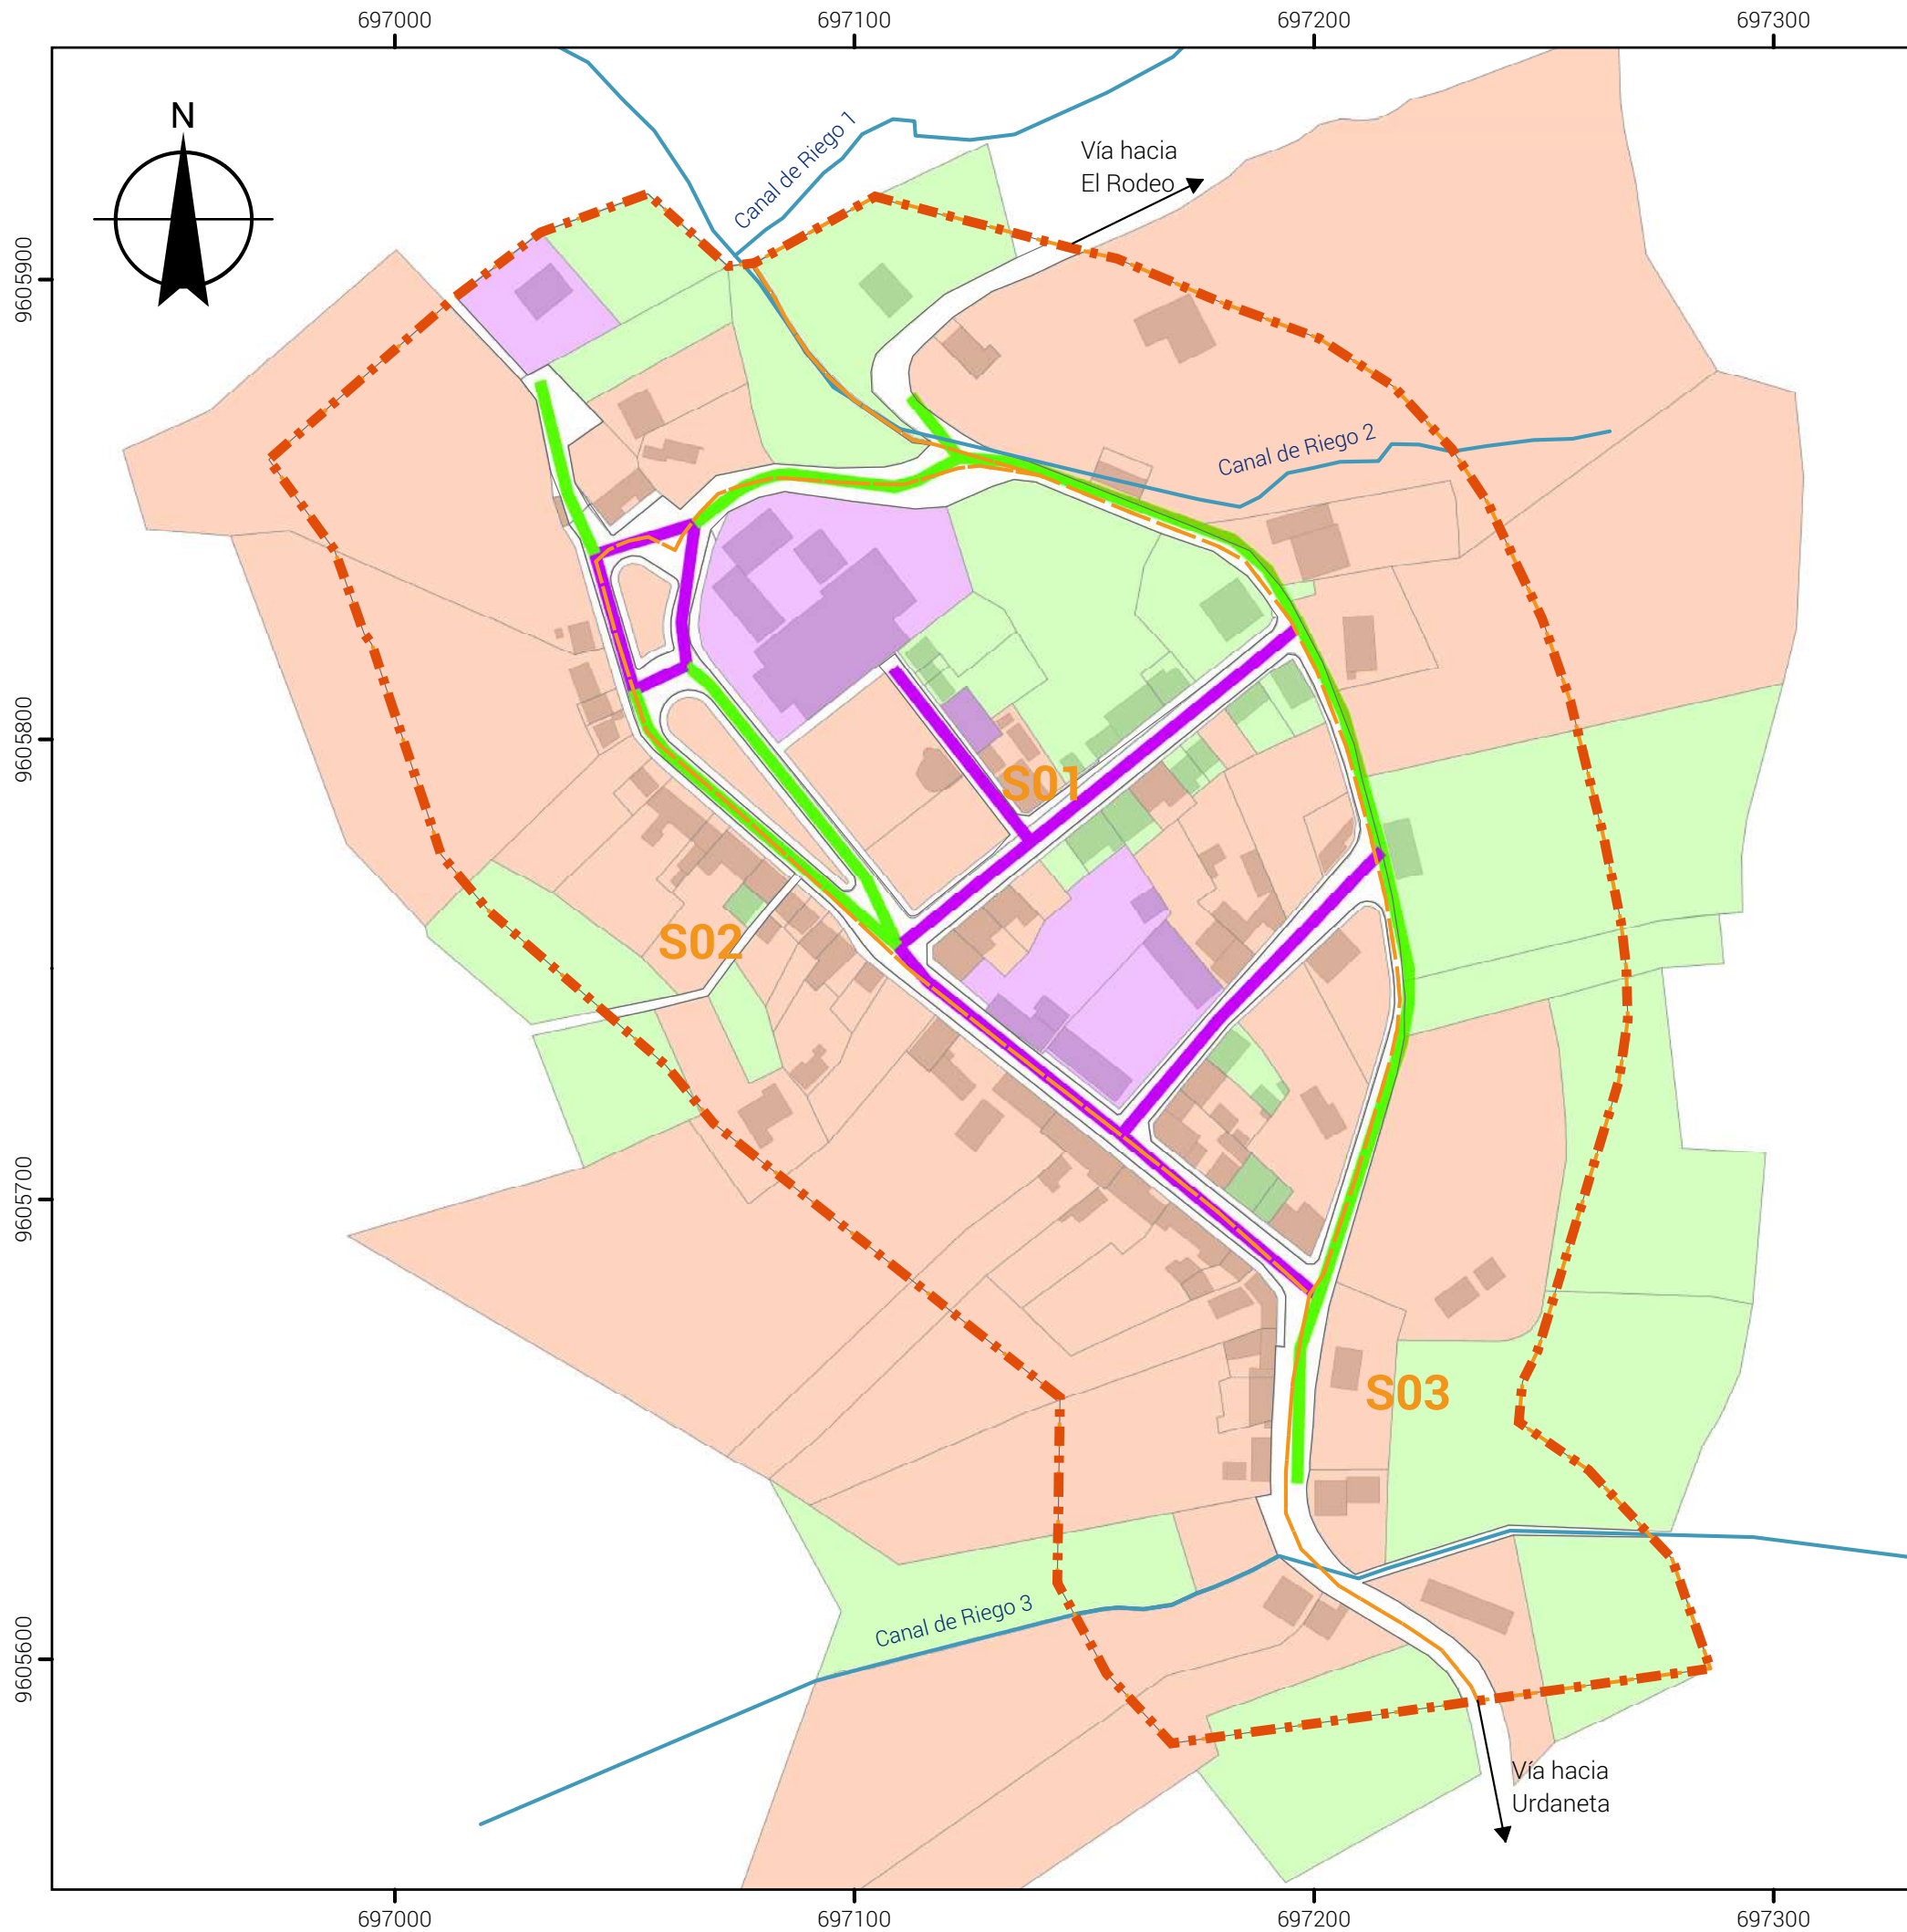 697000 697100 697200 697300
N
Canal de Riego 1
Vía hacia
El Rodeo
9605900
Canal de Riego 2
9605800
S01
S02
9605700
S03
Canal de Riego 3
9605600
Vía hacia
Urdaneta
697000 697100 697200 697300